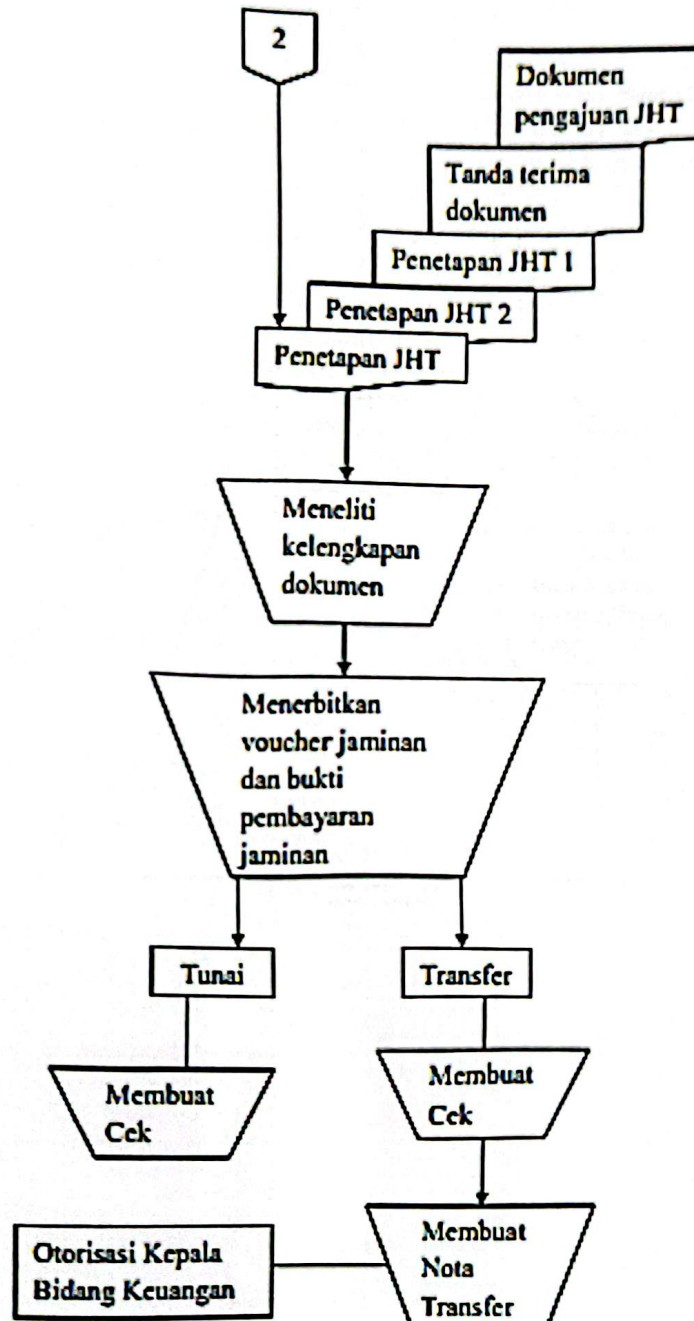 2
Dokumen
pengajuan JHT
Tanda terima
dokumen
Penetapan JHT 1
Penetapan JHT 2
Penetapan JHT
Meneliti
kelengkapan
dokumen
Menerbitkan
voucher jaminan
dan bukti
pembayaran
jaminan
Tunai
Transfer
Membuat
Cek
Membuat
Cek
Otorisasi Kepala
Bidang Keuangan
Membuat
Nota
Transfer